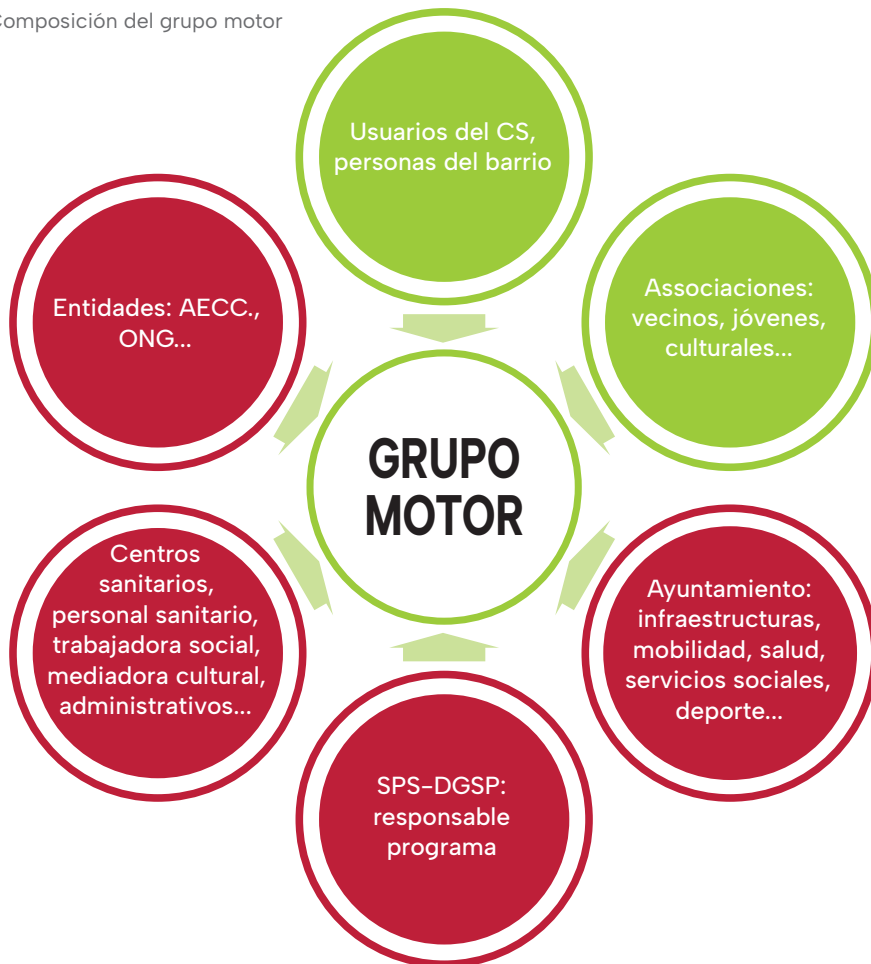 Composición del grupo motor
Usuarios del CS,
personas del barrio
Entidades: AECC.,
ONG...
Associaciones:
vecinos, jóvenes,
culturales...
GRUPO
MOTOR
Centros
sanitarios,
personal sanitario,
trabajadora social,
mediadora cultural,
administrativos...
Ayuntamiento:
infraestructuras,
mobilidad, salud,
servicios sociales,
deporte...
SPS-DGSP:
responsable
programa